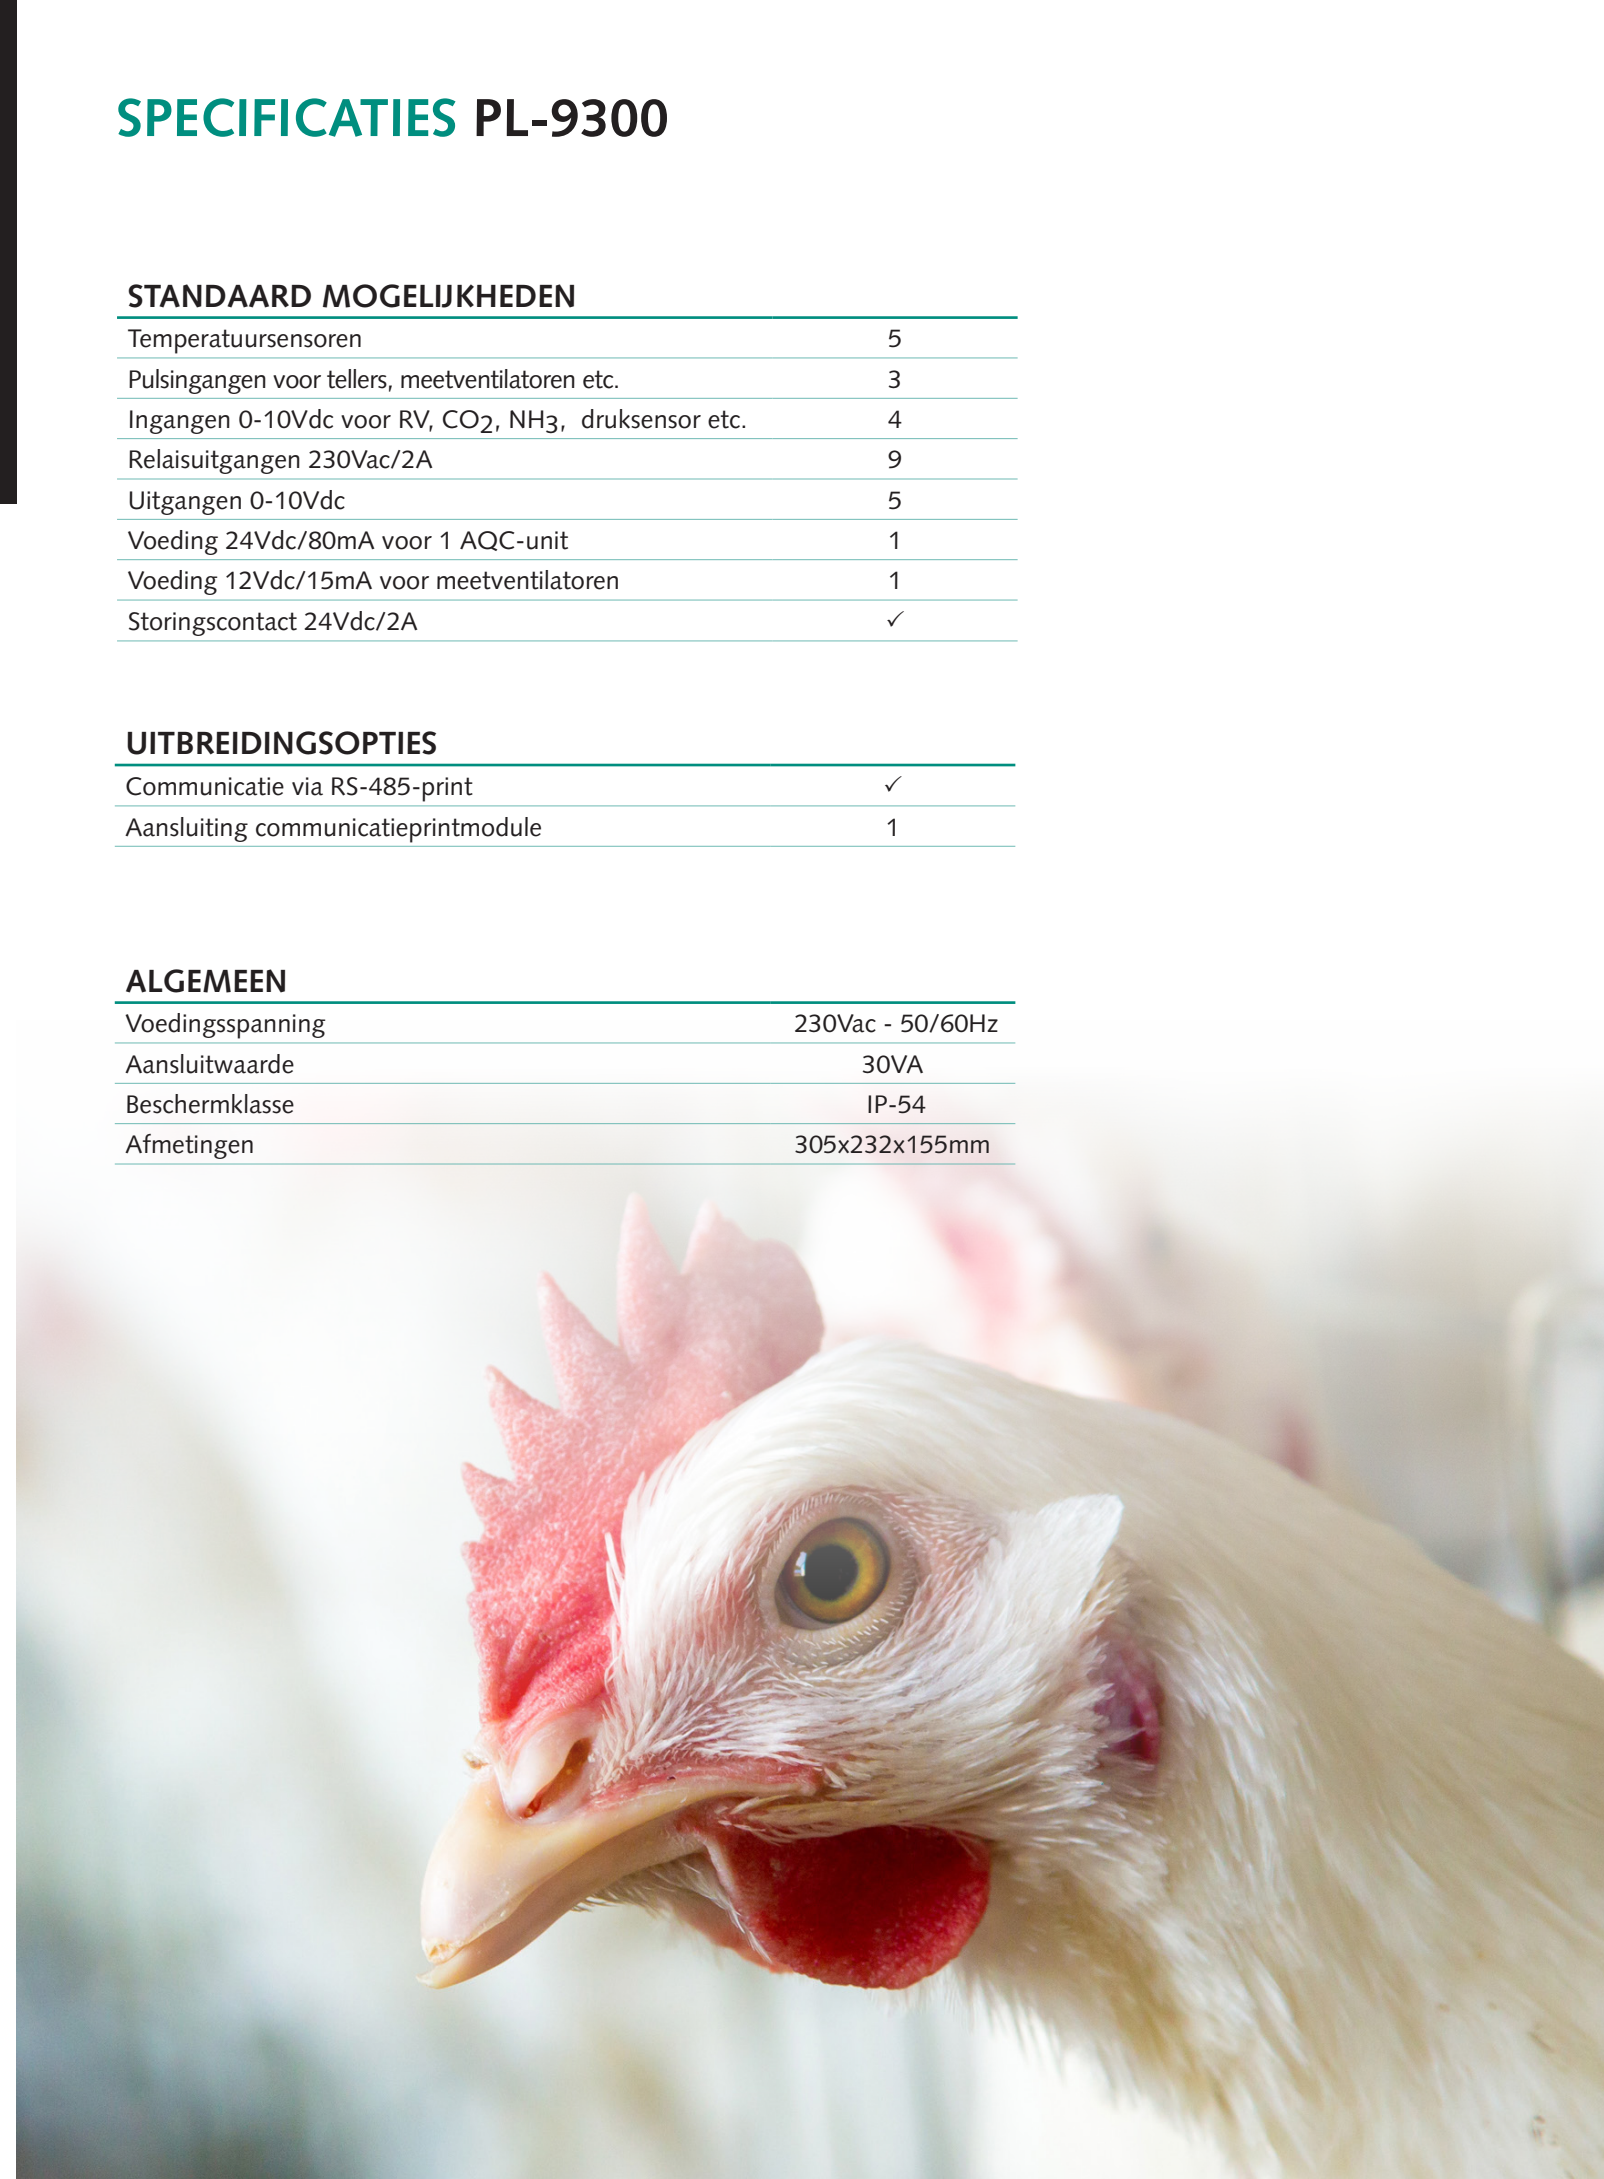 SPECIFICATIES PL-9300
STANDAARD MOGELIJKHEDEN
Temperatuursensoren 5
Pulsingangen voor tellers, meetventilatoren etc. 3
Ingangen 0-10Vdc voor RV, CO2, NH3, druksensor etc. 4
Relaisuitgangen 230Vac/2A 9
Uitgangen 0-10Vdc 5
Voeding 24Vdc/80mA voor 1 AQC-unit 1
Voeding 12Vdc/15mA voor meetventilatoren 1
Storingscontact 24Vdc/2A ✓
UITBREIDINGSOPTIES
Communicatie via RS-485-print ✓
Aansluiting communicatieprintmodule 1
ALGEMEEN
Voedingsspanning 230Vac - 50/60Hz
Aansluitwaarde 30VA
Beschermklasse IP-54
Afmetingen 305x232x155mm